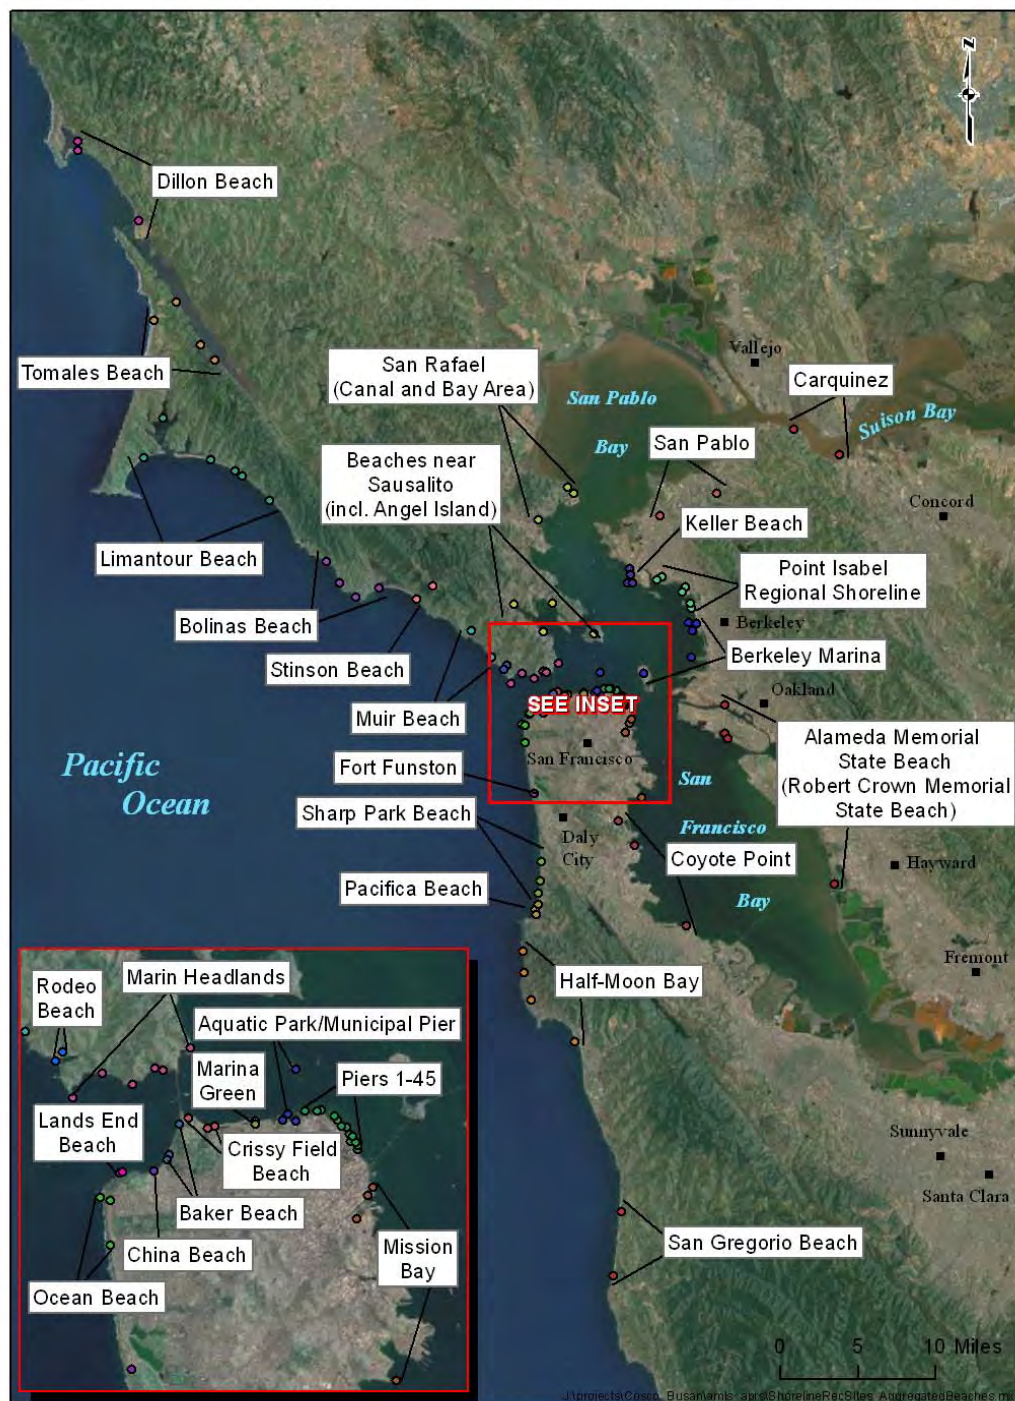 N
Dillon Beach
Tomales Beach
San Rafael
(Canal and Bay Area)
San Pablo
Bay
Vallejo
Carquinez
Suison Bay
San Pablo
Beaches near
Sausalito
(incl. Angel Island)
Keller Beach
Concord
Limantour Beach
Point Isabel
Regional Shoreline
Bolinas Beach
Berkeley
Stinson Beach
Berkeley Marina
Oakland
Muir Beach
SEE INSET
Alameda Memorial
State Beach
(Robert Crown Memorial
State Beach)
San Francisco
Pacific
Ocean
Fort Funston
San
Francisco
Bay
Sharp Park Beach
Daly
City
Coyote Point
Hayward
Pacifica Beach
Half-Moon Bay
Fremont
Marin Headlands
Rodeo
Beach
Aquatic Park/Municipal Pier
Marina
Green
Piers 1-45
Lands End
Beach
Crissy Field
Beach
Baker Beach
China Beach
Mission
Bay
Ocean Beach
Sunnyvale
Santa Clara
San Gregorio Beach
0 5 10 Miles